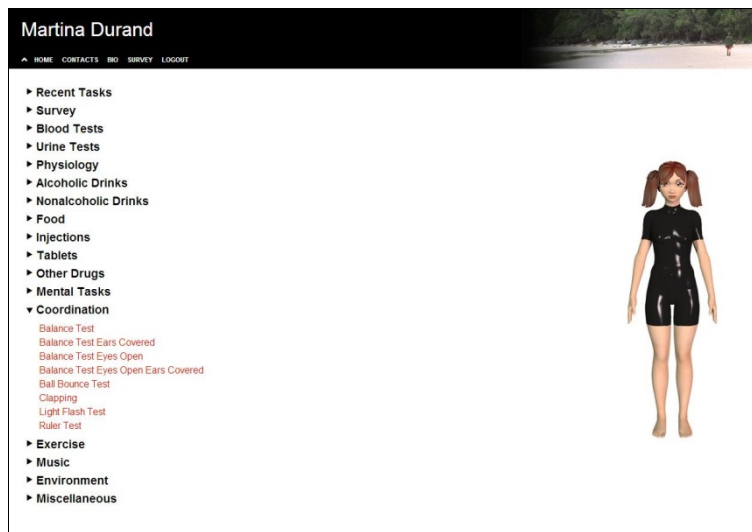 Martina Durand
HOME CONTACTS BIO SURVEY LOGOUT
Recent Tasks
Survey
Blood Tests
Urine Tests
Physiology
Alcoholic Drinks
Nonalcoholic Drinks
Food
Injections
Tablets
Other Drugs
Mental Tasks
Coordination
Balance Test
Balance Test Ears Covered
Balance Test Eyes Open
Balance Test Eyes Open Ears Covered
Ball Bounce Test
Clapping
Light Flash Test
Ruler Test
Exercise
Music
Environment
Miscellaneous